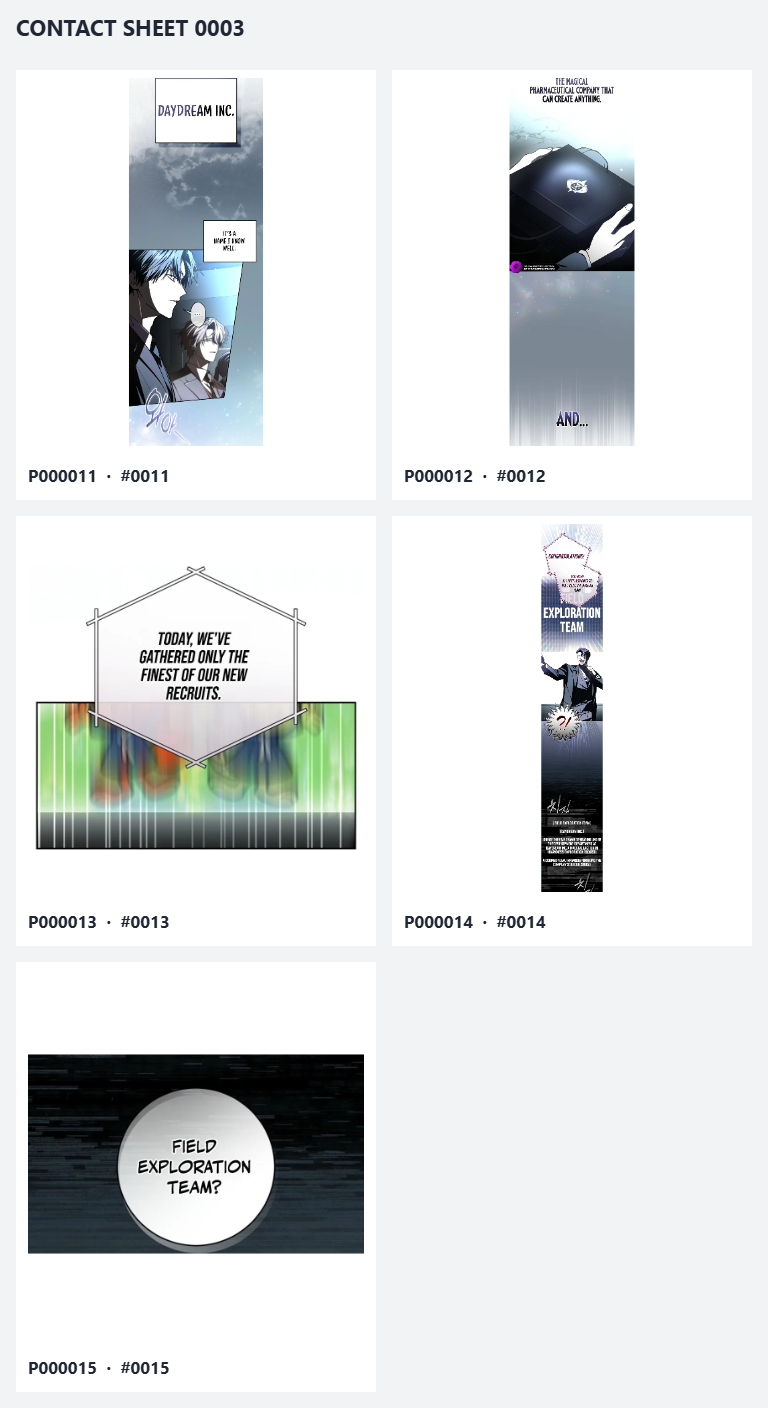 CONTACT SHEET 0003
DAYDREAM INC.
IT'S A
NAME I KNOW
WELL.
...
P000011 · #0011
THE MAGICAL
PHARMACEUTICAL COMPANY THAT
CAN CREATE ANYTHING.
AND...
P000012 · #0012
TODAY, WE'VE
GATHERED ONLY THE
FINEST OF OUR NEW
RECRUITS.
P000013 · #0013
CONGRATULATIONS!
EXPLORATION
TEAM
?!
P000014 · #0014
FIELD
EXPLORATION
TEAM?
P000015 · #0015